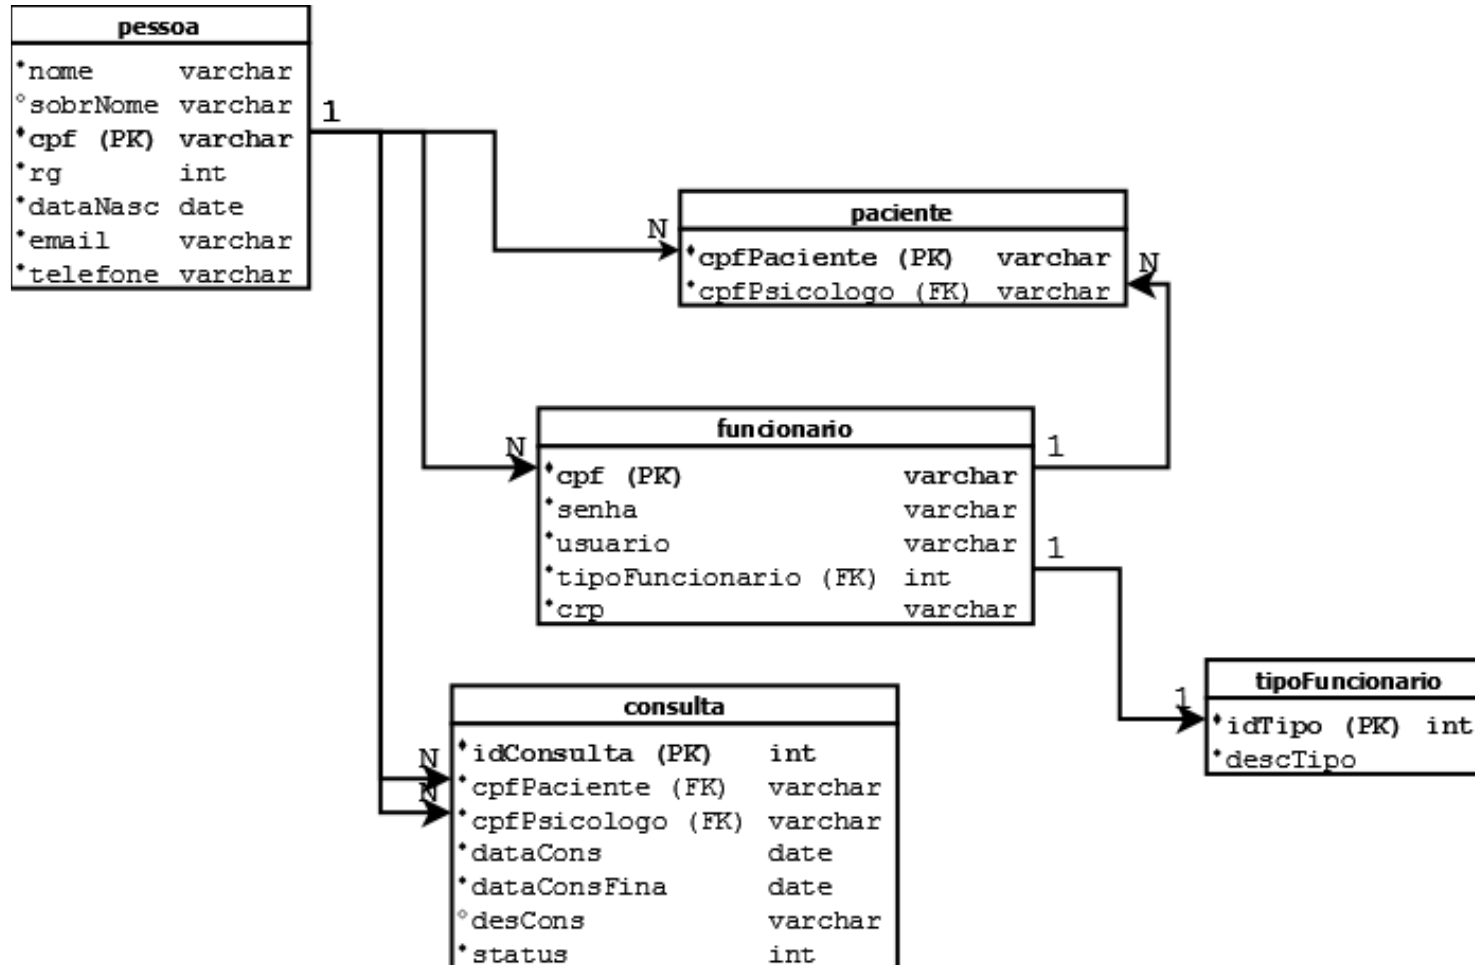 pessoa
nome varchar
sobrNome varchar
cpf (PK) varchar
rg int
dataNasc date
email varchar
telefone varchar
1
N
paciente
cpfPaciente (PK) varchar
cpfPsicologo (FK) varchar
N
N
funcionario
cpf (PK) varchar
senha varchar
usuario varchar
tipoFuncionario (FK) int
crp varchar
1
1
1
tipoFuncionario
idTipo (PK) int
descTipo
N
N
consulta
idConsulta (PK) int
cpfPaciente (FK) varchar
cpfPsicologo (FK) varchar
dataCons date
dataConsFina date
desCons varchar
status int